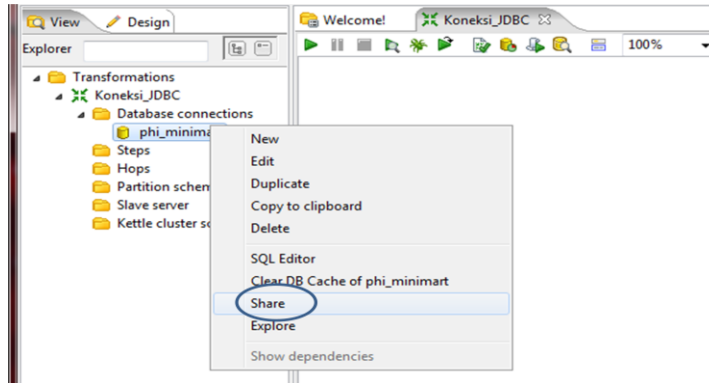 View Design
Welcome! Koneksi_JDBC
Explorer
100%
Transformations
Koneksi_JDBC
Database connections
phi_minima
Steps
Hops
Partition schem
Slave server
Kettle cluster sc
New
Edit
Duplicate
Copy to clipboard
Delete
SQL Editor
Clear DB Cache of phi_minimart
Share
Explore
Show dependencies